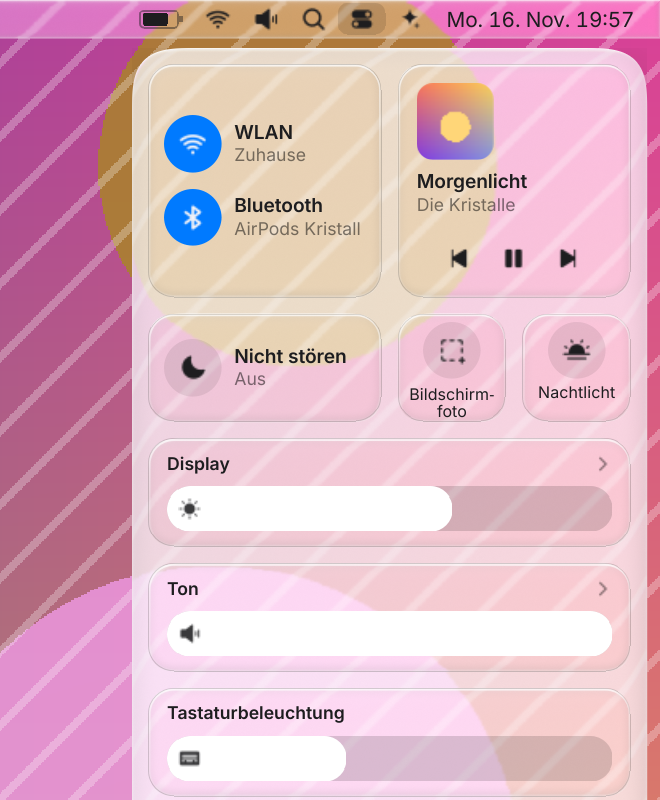 Mo. 16. Nov. 19:57
WLAN
Zuhause
Bluetooth
AirPods Kristall
Morgenlicht
Die Kristalle
Nicht stören
Aus
Bildschirm-
foto
Nachtlicht
Display
Ton
Tastaturbeleuchtung